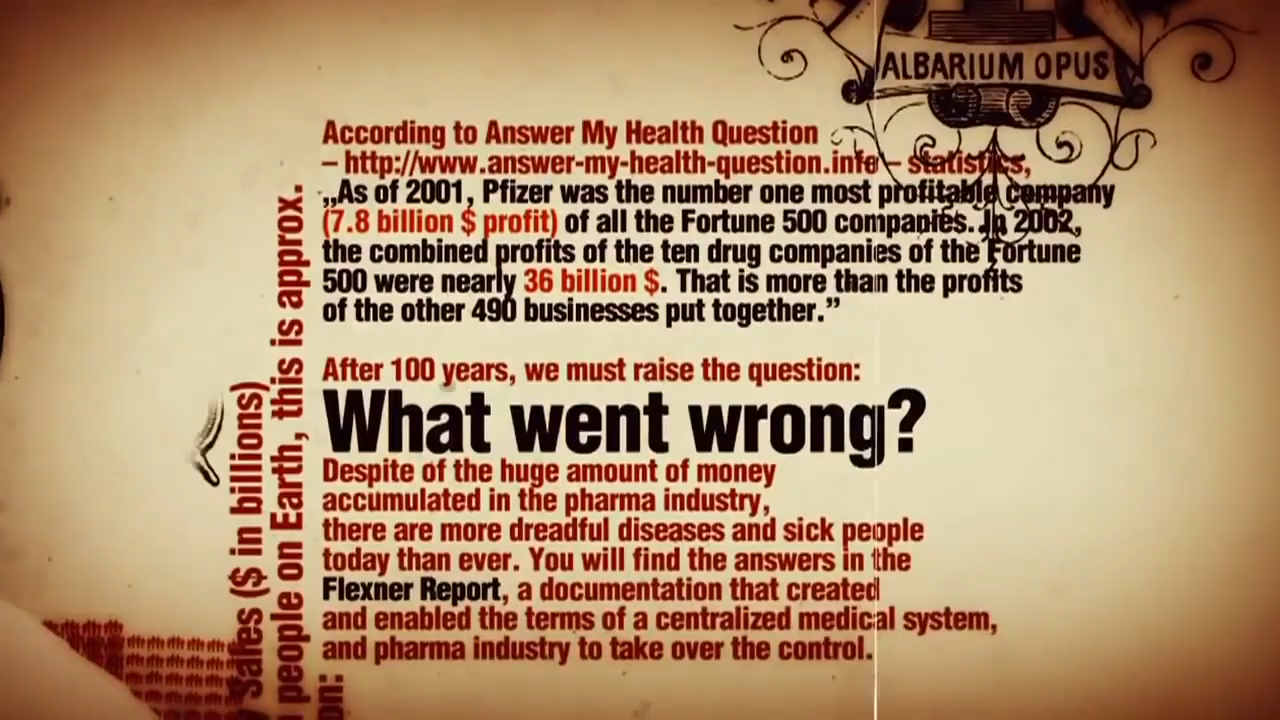 ALBARIUM OPUS
According to Answer My Health Question
– http://www.answer-my-health-question.info – statistics,
„As of 2001, Pfizer was the number one most profitable company
(7.8 billion $ profit) of all the Fortune 500 companies. In 2002,
the combined profits of the ten drug companies of the Fortune
500 were nearly 36 billion $. That is more than the profits
of the other 490 businesses put together.”
After 100 years, we must raise the question:
What went wrong?
Despite of the huge amount of money
accumulated in the pharma industry,
there are more dreadful diseases and sick people
today than ever. You will find the answers in the
Flexner Report, a documentation that created
and enabled the terms of a centralized medical system,
and pharma industry to take over the control.
Sales ($ in billions)
people on Earth, this is approx.
on: